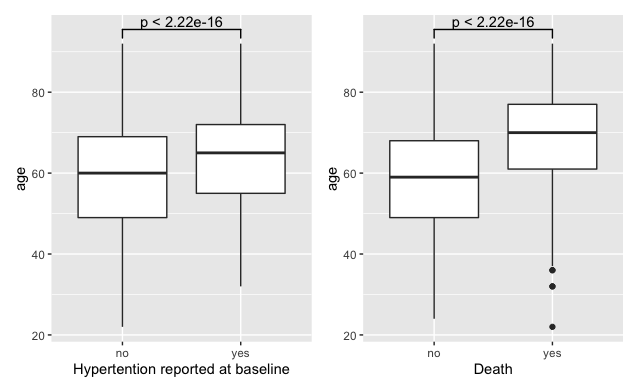 p < 2.22e-16
80
60
40
20
age
no
yes
Hypertention reported at baseline
p < 2.22e-16
80
60
40
20
age
no
yes
Death